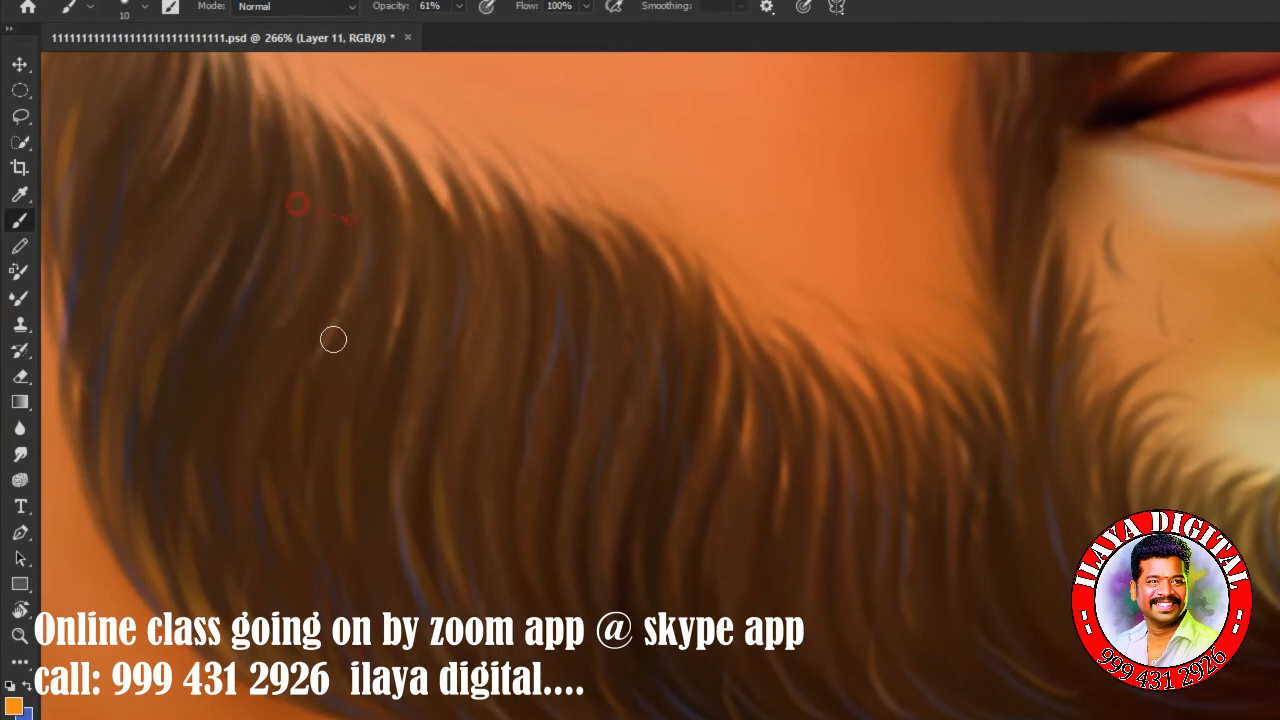 10
Mode: Normal
Opacity: 61%
Flow: 100%
Smoothing:
1111111111111111111111111111.psd @ 266% (Layer 11, RGB/8) *
ILAYA DIGITAL
999 431 2926
Online class going on by zoom app @ skype app
call: 999 431 2926 ilaya digital....